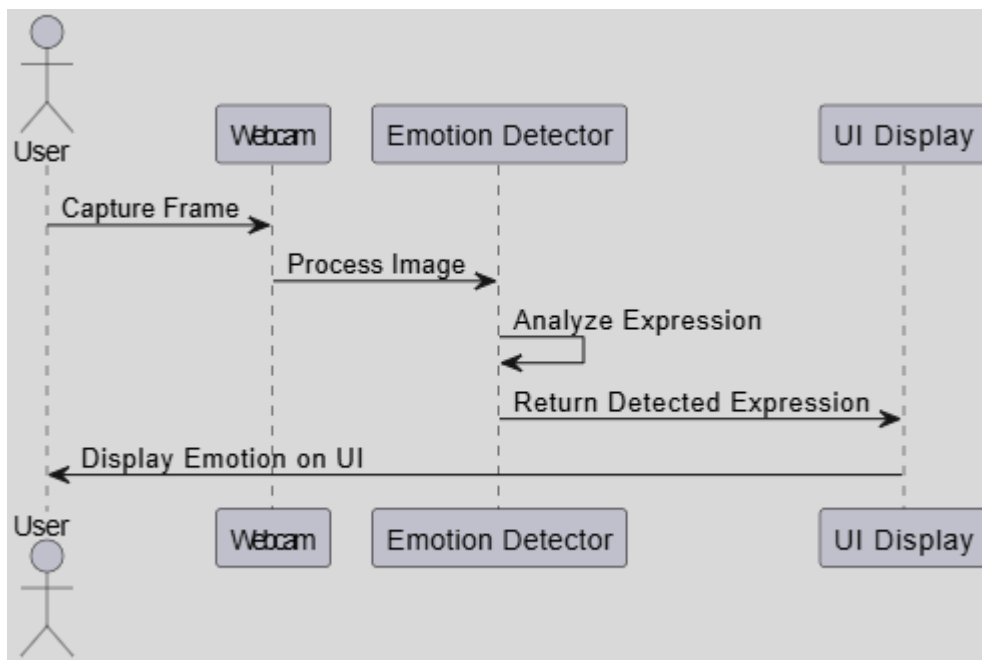 User
Webcam
Emotion Detector
UI Display
Capture Frame
Process Image
Analyze Expression
Return Detected Expression
Display Emotion on UI
User
Webcam
Emotion Detector
UI Display